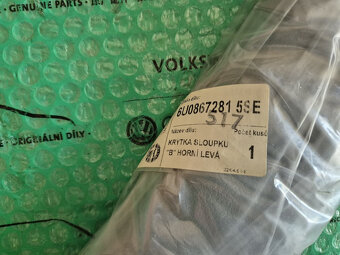 GENUINE PARTS
VOLKS
ORIGINÁLNÍ DÍLY
6U0867281 5SE
517
Název dílu:
Počet kusů
KRYTKA SLOUPKU
"B" HORNÍ LEVÁ
1